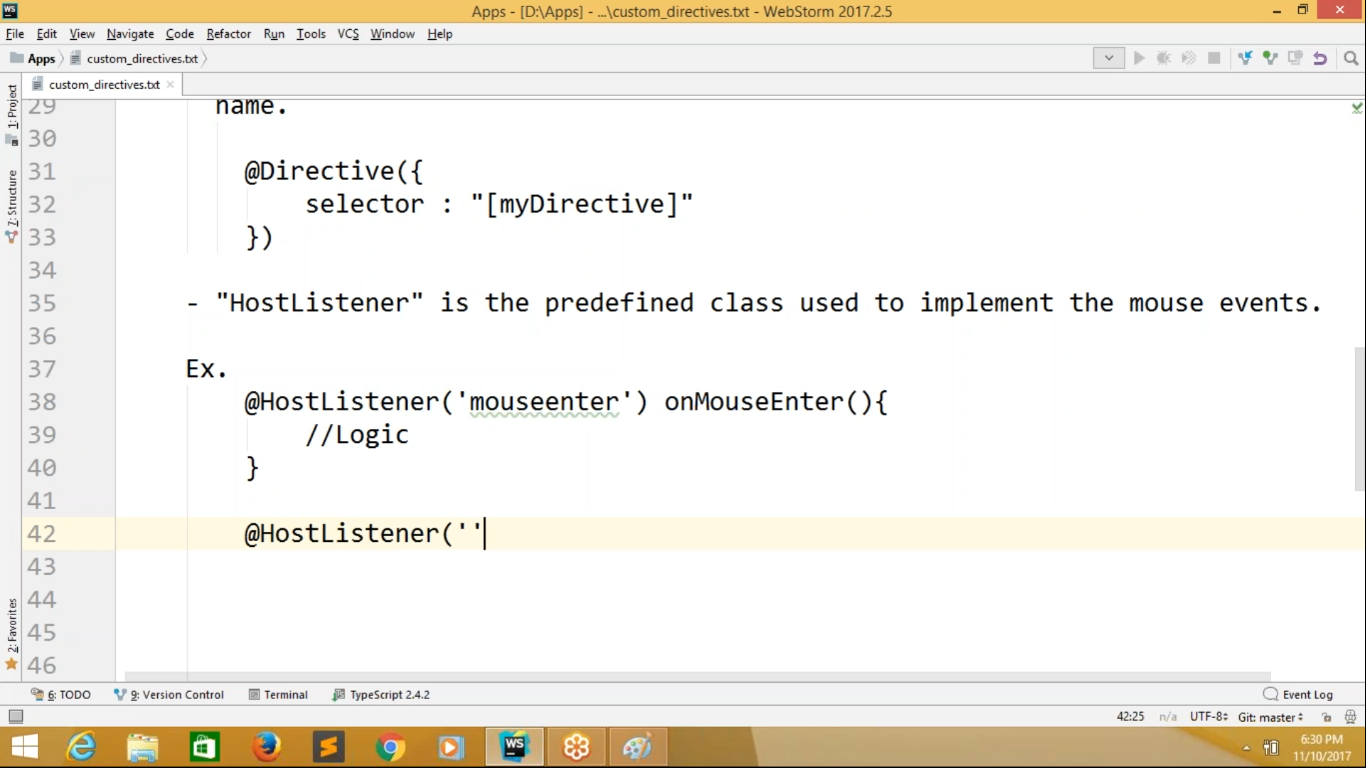 WS
Apps - [D:\Apps] - ...\custom_directives.txt - WebStorm 2017.2.5
File Edit View Navigate Code Refactor Run Tools VCS Window Help
Apps custom_directives.txt
custom_directives.txt
1: Project
7: Structure
2: Favorites
29 name.
30
31 @Directive({
32 selector : "[myDirective]"
33 })
34
35 - "HostListener" is the predefined class used to implement the mouse events.
36
37 Ex.
38 @HostListener('mouseenter') onMouseEnter(){
39 //Logic
40 }
41
42 @HostListener(''
43
44
45
46
6: TODO 9: Version Control Terminal TypeScript 2.4.2 Event Log
42:25 n/a UTF-8 Git: master
WS
6:30 PM
11/10/2017